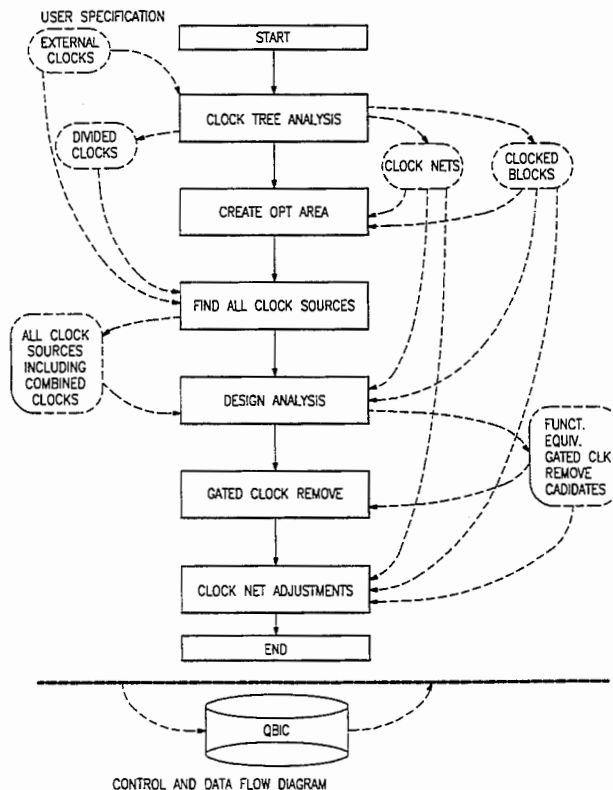 USER SPECIFICATION
EXTERNAL
CLOCKS
START
CLOCK TREE ANALYSIS
DIVIDED
CLOCKS
CLOCK NETS
CLOCKED
BLOCKS
CREATE OPT AREA
FIND ALL CLOCK SOURCES
ALL CLOCK
SOURCES
INCLUDING
COMBINED
CLOCKS
DESIGN ANALYSIS
FUNCT.
EQUIV.
GATED CLK
REMOVE
CADIDATES
GATED CLOCK REMOVE
CLOCK NET ADJUSTMENTS
END
QBIC
CONTROL AND DATA FLOW DIAGRAM